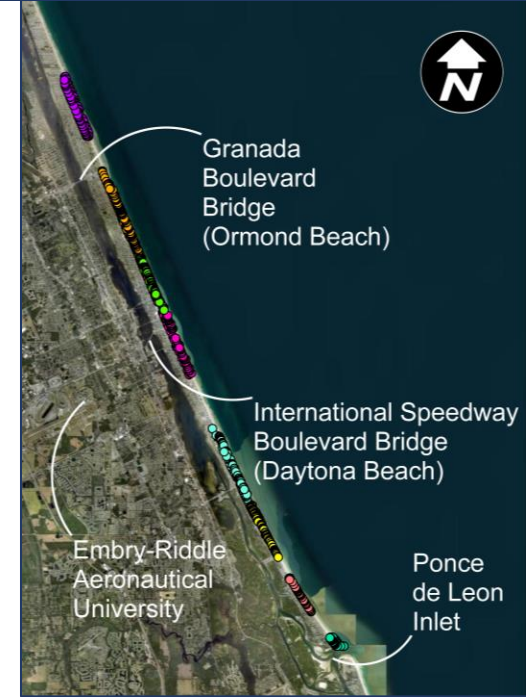 N
Granada
Boulevard
Bridge
(Ormond Beach)
International Speedway
Boulevard Bridge
(Daytona Beach)
Embry-Riddle
Aeronautical
University
Ponce
de Leon
Inlet